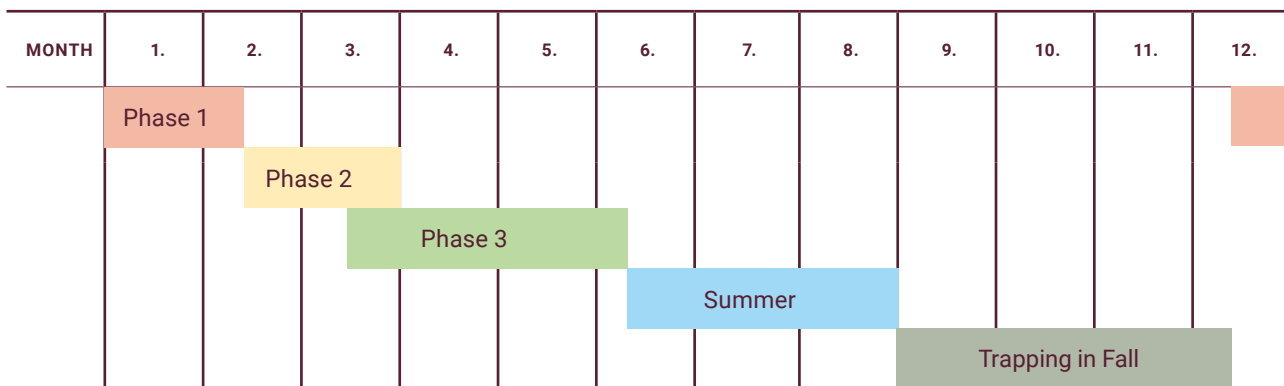 MONTH 1. 2. 3. 4. 5. 6. 7. 8. 9. 10. 11. 12.
Phase 1
Phase 2
Phase 3
Summer
Trapping in Fall